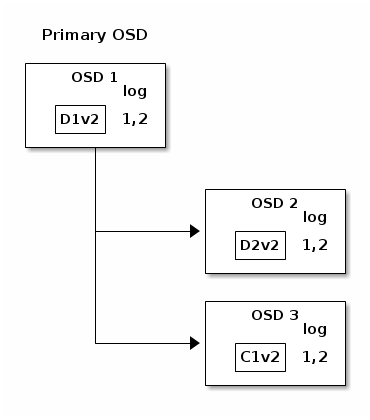 Primary OSD
OSD 1
log
D1v2 1,2
OSD 2
log
D2v2 1,2
OSD 3
log
C1v2 1,2